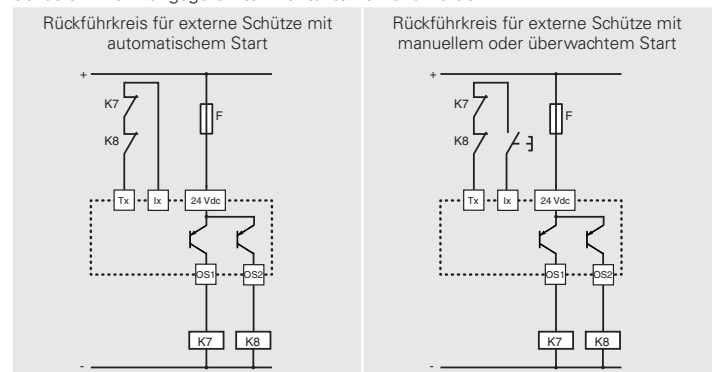 Rückführkreis für externe Schütze mit
automatischem Start
+
K7
K8
F
Tx
Ix
24 Vdc
OS1
OS2
K7
K8
-
Rückführkreis für externe Schütze mit
manuellem oder überwachtem Start
+
K7
K8
F
Tx
Ix
24 Vdc
OS1
OS2
K7
K8
-